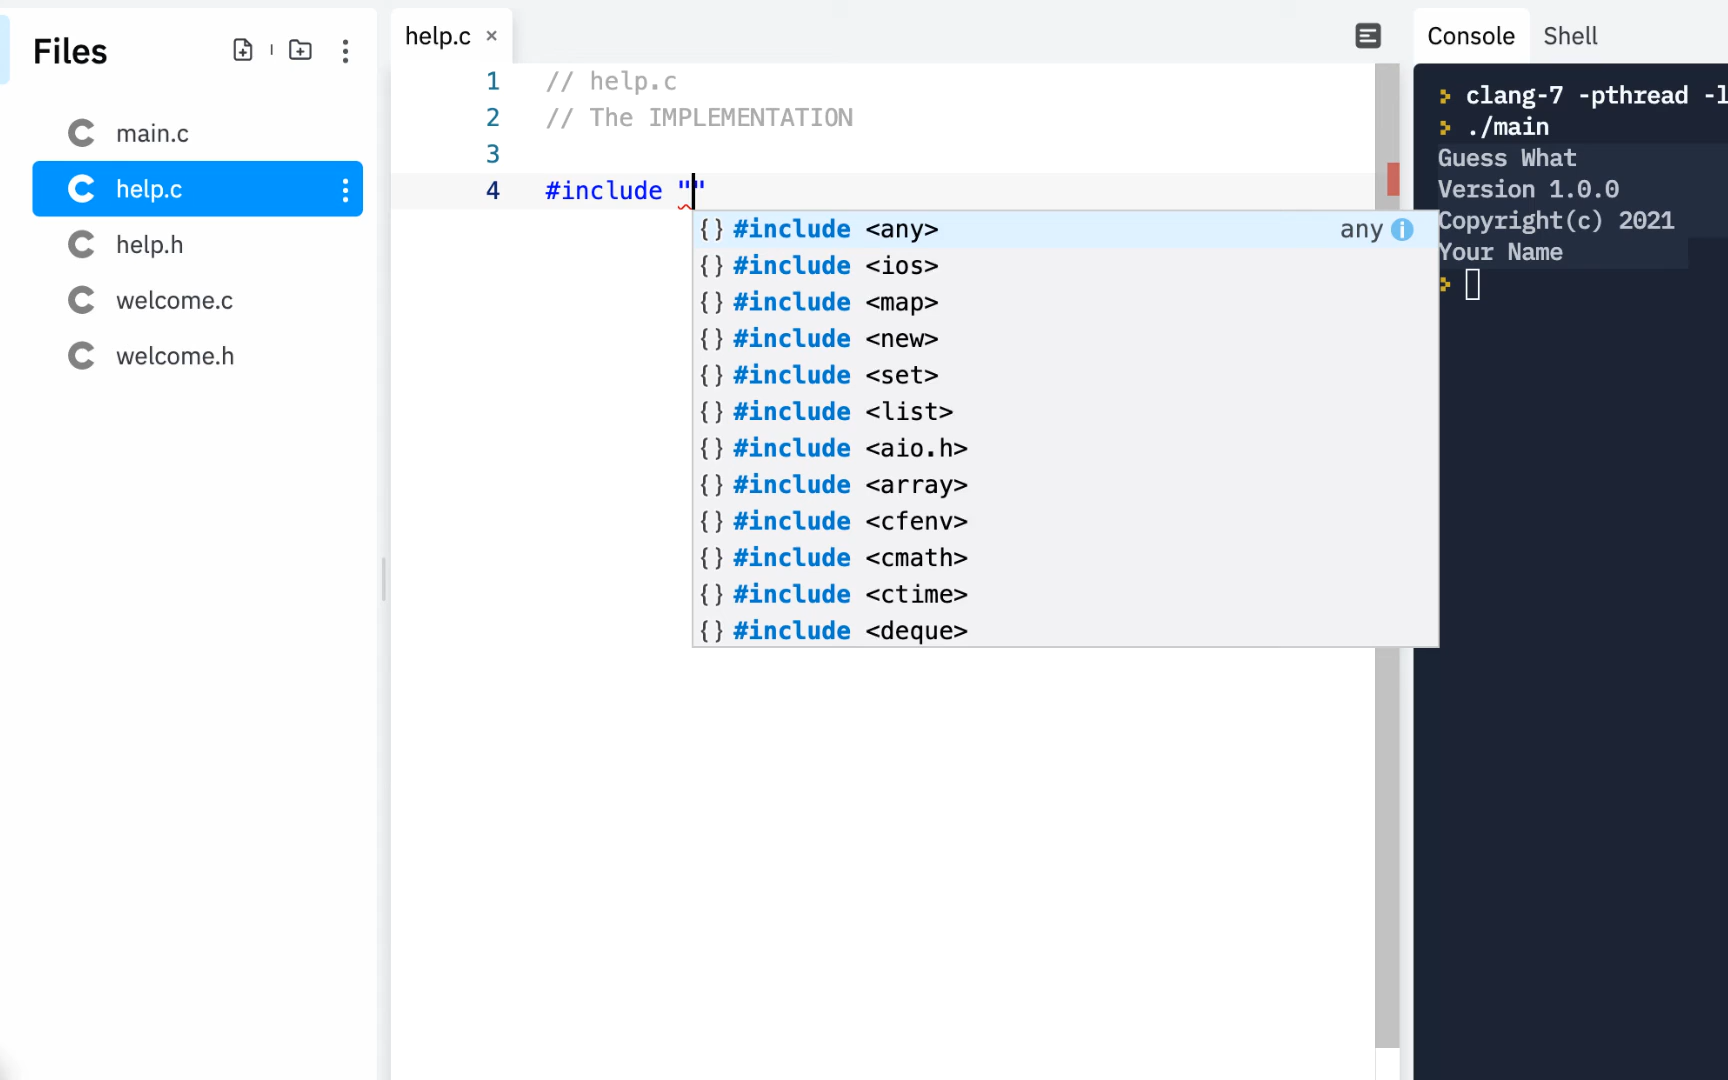 Files
main.c
help.c
help.h
welcome.c
welcome.h
help.c ×
1 // help.c
2 // The IMPLEMENTATION
3
4 #include ""
{} #include <any> any
{} #include <ios>
{} #include <map>
{} #include <new>
{} #include <set>
{} #include <list>
{} #include <aio.h>
{} #include <array>
{} #include <cfenv>
{} #include <cmath>
{} #include <ctime>
{} #include <deque>
Console Shell
clang-7 -pthread -l
./main
Guess What
Version 1.0.0
Copyright(c) 2021
Your Name